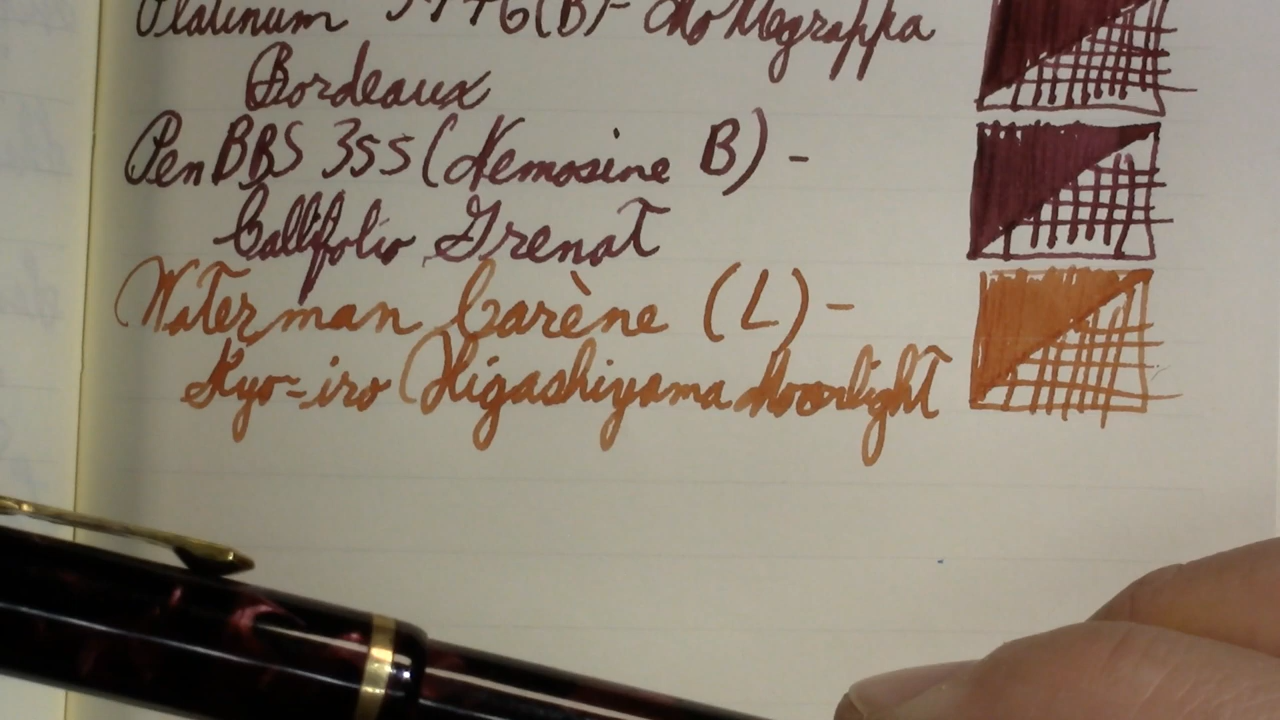 Platinum 3776 (B) - Montegrappa
Bordeaux
PenBBS 355 (Nemosine B) -
Callifolio Grenat
Waterman Carène (L) -
Kyo-iro Higashiyama Moonlight